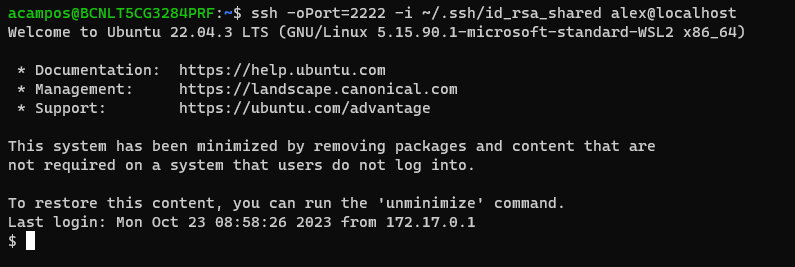 acampos@BCNLT5CG3284PRF:~$ ssh -oPort=2222 -i ~/.ssh/id_rsa_shared alex@localhost
Welcome to Ubuntu 22.04.3 LTS (GNU/Linux 5.15.90.1-microsoft-standard-WSL2 x86_64)

 * Documentation:  https://help.ubuntu.com
 * Management:     https://landscape.canonical.com
 * Support:        https://ubuntu.com/advantage

This system has been minimized by removing packages and content that are
not required on a system that users do not log into.

To restore this content, you can run the 'unminimize' command.
Last login: Mon Oct 23 08:58:26 2023 from 172.17.0.1
$